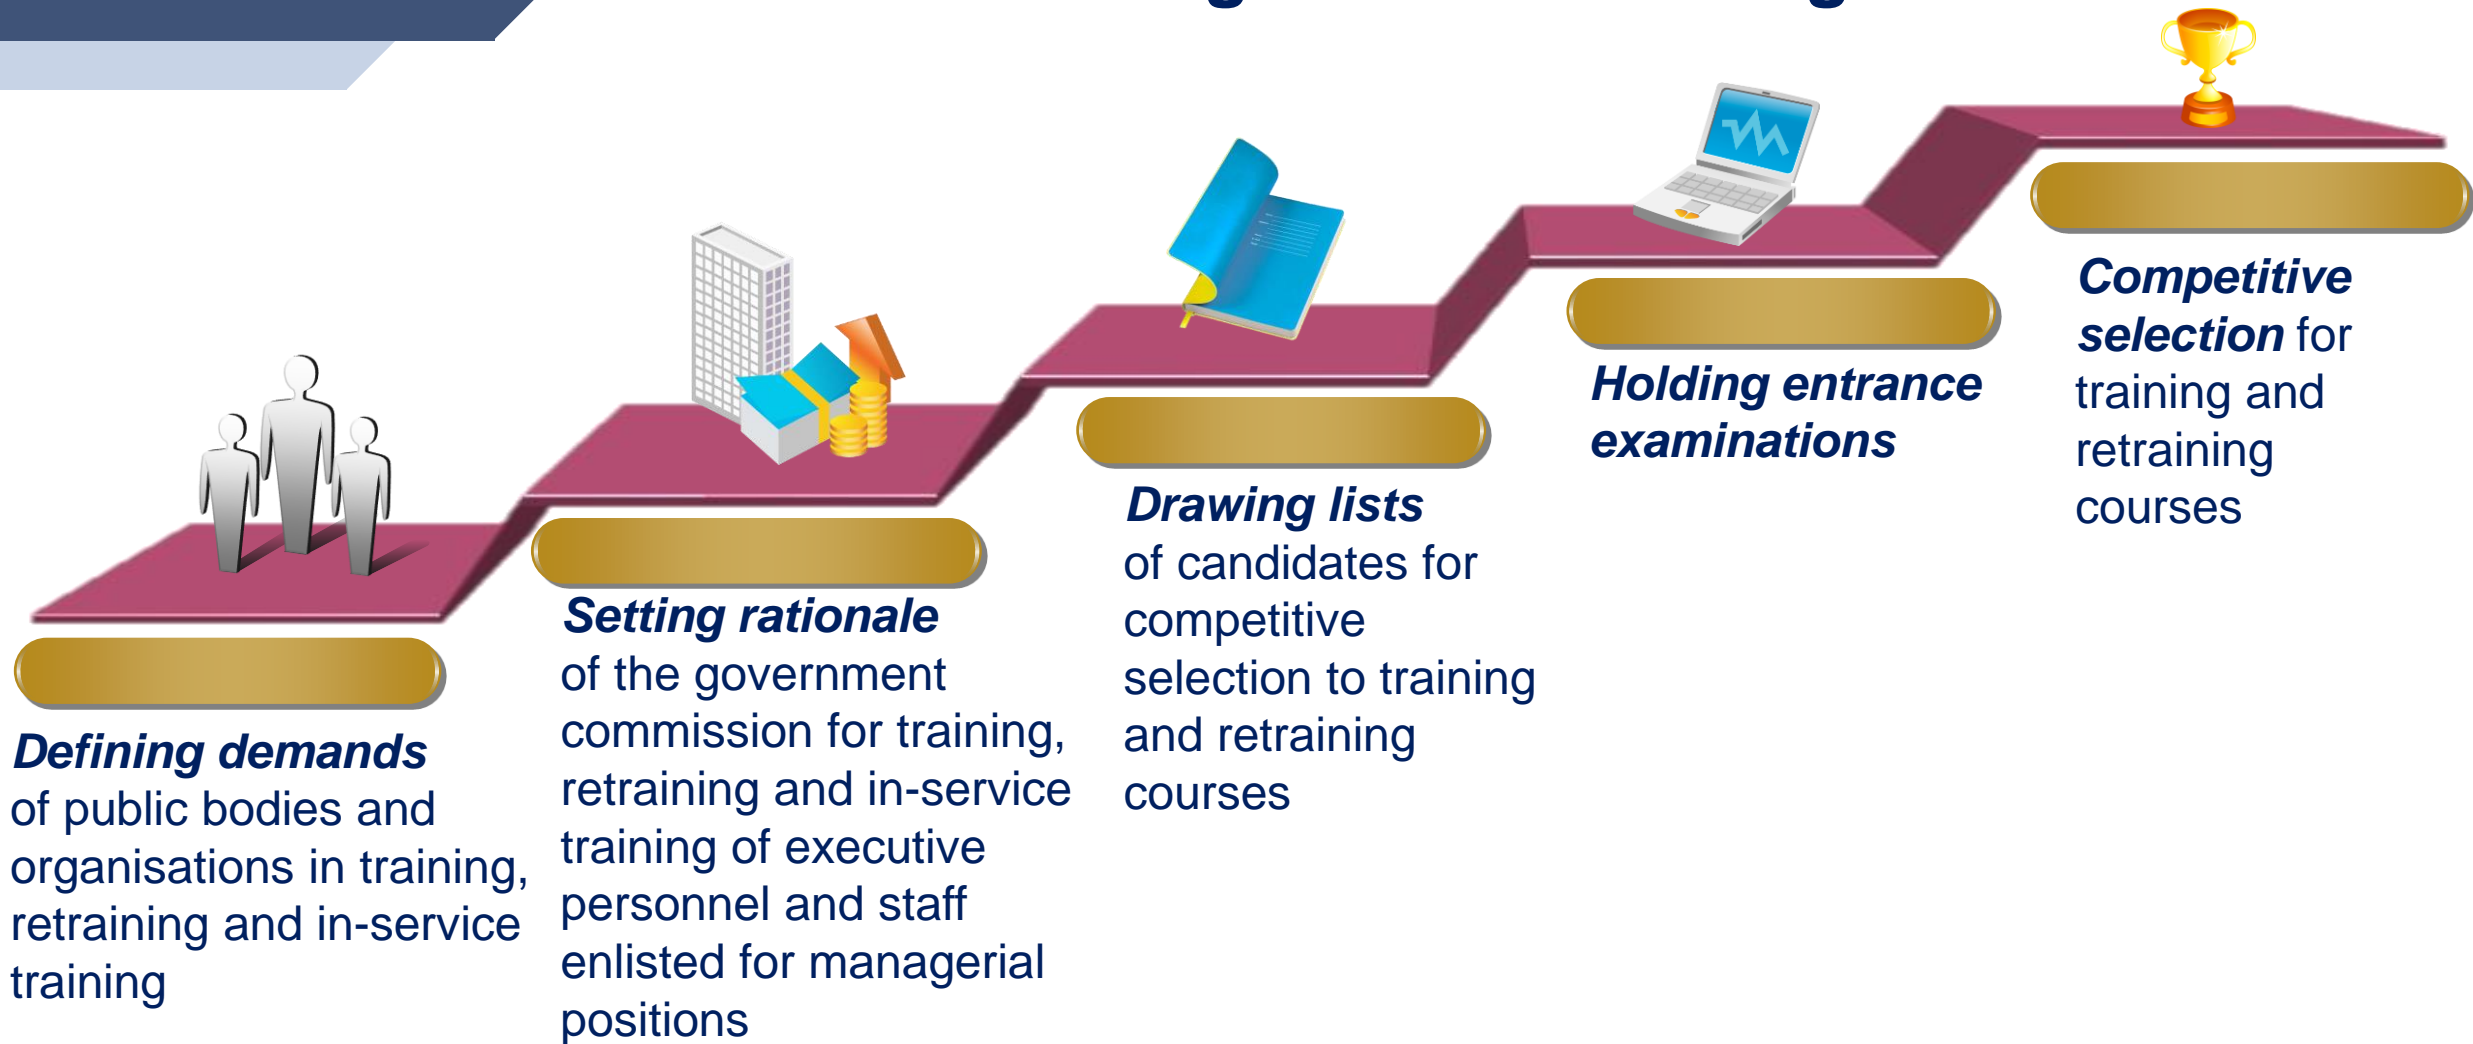 Defining demands
of public bodies and
organisations in training,
retraining and in-service
training
Setting rationale
of the government
commission for training,
retraining and in-service
training of executive
personnel and staff
enlisted for managerial
positions
Drawing lists
of candidates for
competitive
selection to training
and retraining
courses
Holding entrance
examinations
Competitive
selection for
training and
retraining
courses